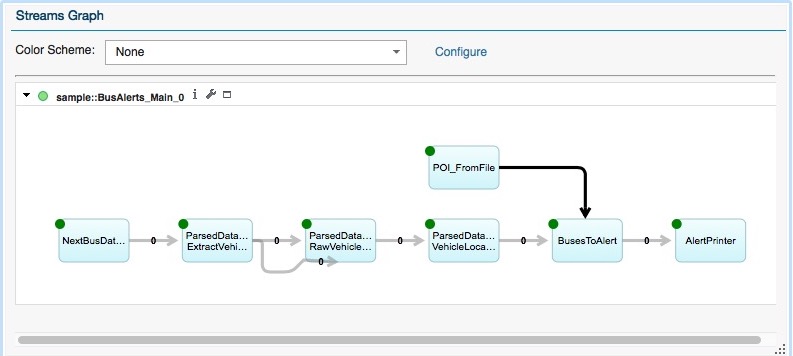 Streams Graph
Color Scheme: None Configure
sample::BusAlerts_Main_0
POI_FromFile
NextBusDat...
0
ParsedData...
ExtractVehi...
0
0
ParsedData...
RawVehicle...
0
ParsedData...
VehicleLoca...
0
BusesToAlert
0
AlertPrinter